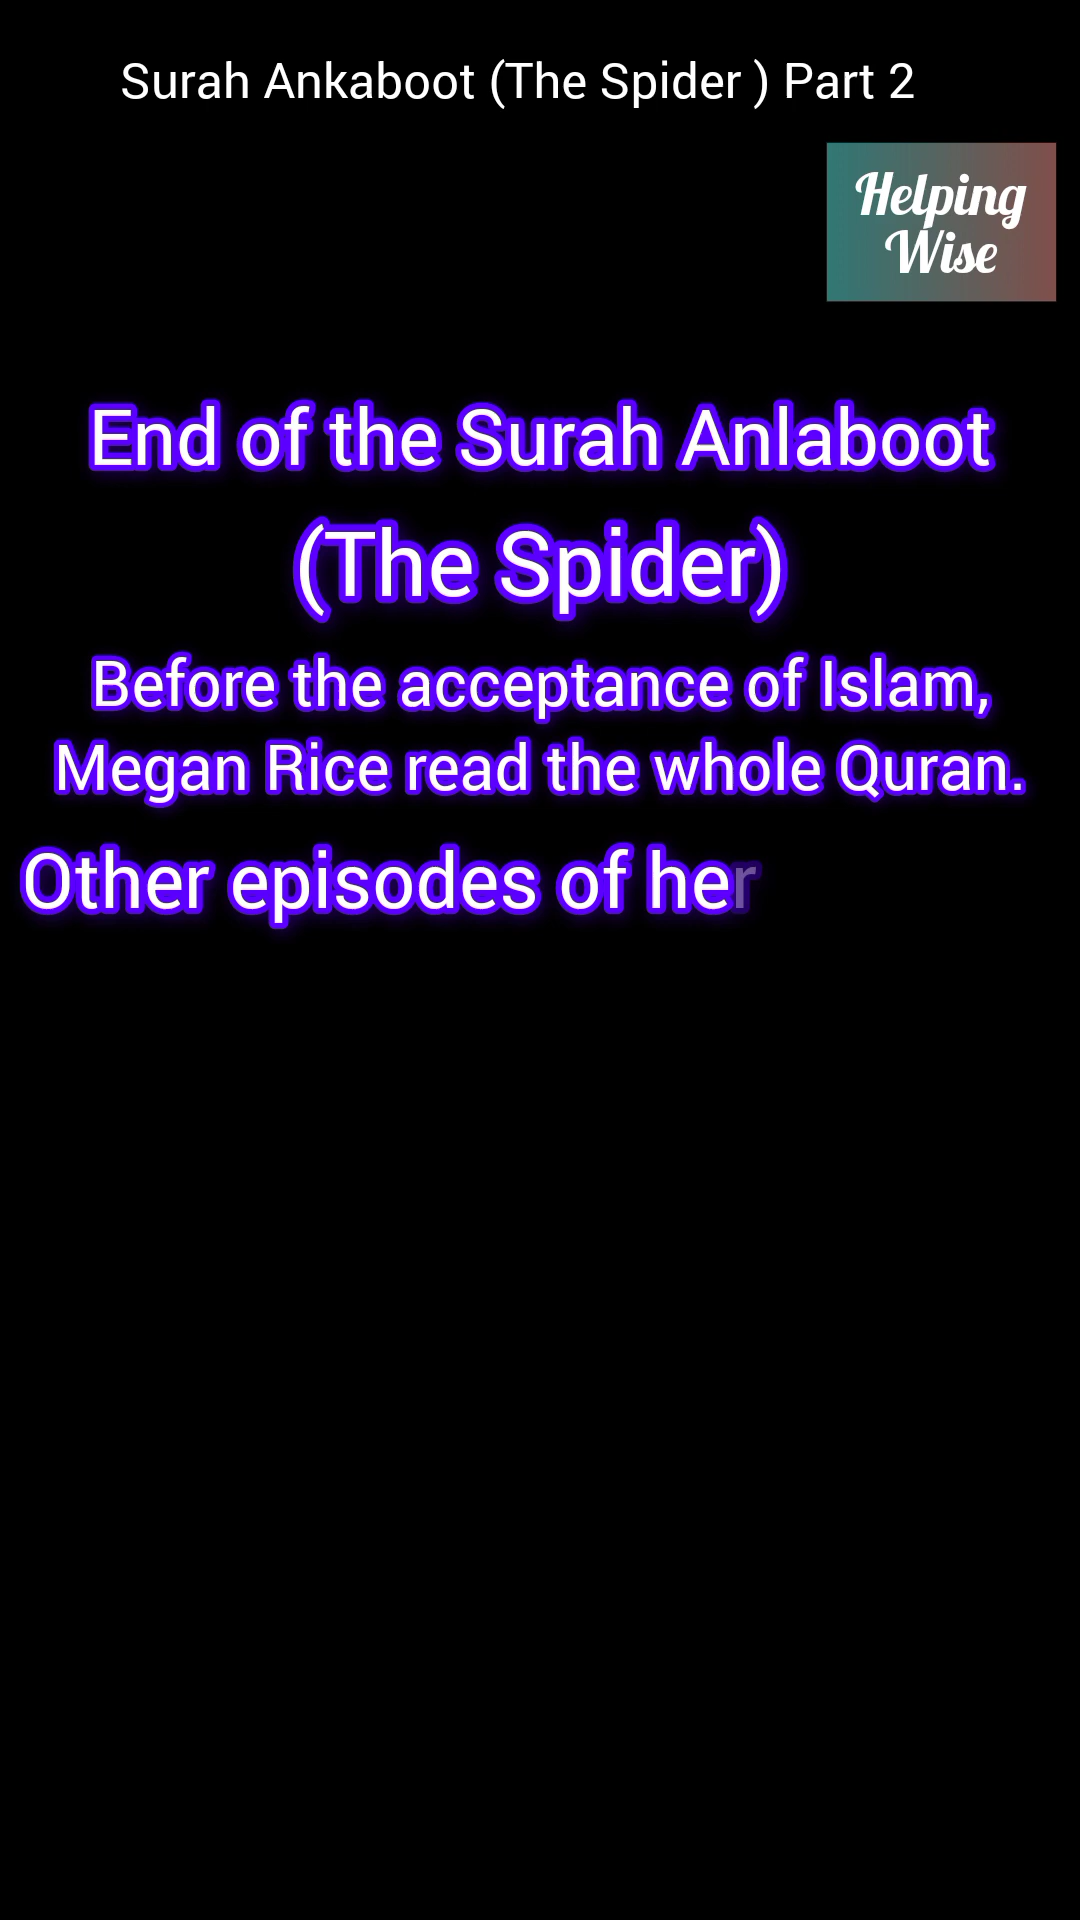 Surah Ankaboot (The Spider ) Part 2
Helping
Wise
End of the Surah Anlaboot
(The Spider)
Before the acceptance of Islam,
Megan Rice read the whole Quran.
Other episodes of her